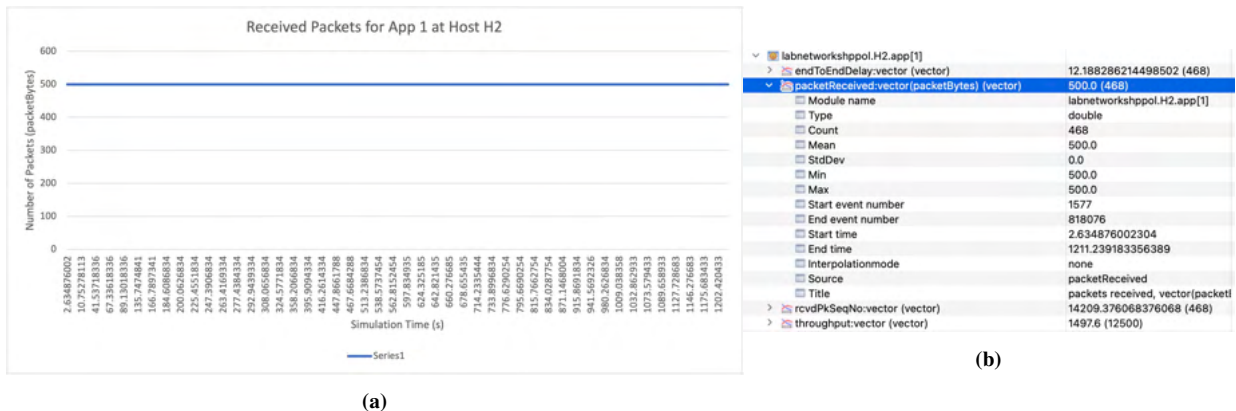 Received Packets for App 1 at Host H2
Number of Packets (packetBytes)
600
500
400
300
200
100
0
2.634876002
10.75278113
41.53718336
67.33618336
89.13018336
135.7474841
166.7897341
184.6086834
200.0626834
225.4551834
247.3906834
263.4169334
277.4384334
292.9439334
308.0656834
324.5771834
358.2068834
395.9094334
416.2614334
447.8661788
467.6684288
513.2386834
538.5737454
562.8152454
597.834935
624.325185
642.821435
660.276685
678.655435
714.2335444
733.8996834
776.6290254
795.6690254
815.7662754
834.0287754
871.1468004
915.8691834
941.5692326
980.2626834
1009.038358
1032.862933
1073.579433
1089.658933
1127.728683
1146.276683
1175.683433
1202.420433
Simulation Time (s)
Series1
(a)
labnetworkshppol.H2.app[1]
endToEndDelay:vector (vector) 12.188286214498502 (468)
packetReceived:vector(packetBytes) (vector) 500.0 (468)
Module name labnetworkshppol.H2.app[1]
Type double
Count 468
Mean 500.0
StdDev 0.0
Min 500.0
Max 500.0
Start event number 1577
End event number 818076
Start time 2.634876002304
End time 1211.239183356389
Interpolationmode none
Source packetReceived
Title packets received, vector(packetl
rcvdPkSeqNo:vector (vector) 14209.376068376068 (468)
throughput:vector (vector) 1497.6 (12500)
(b)